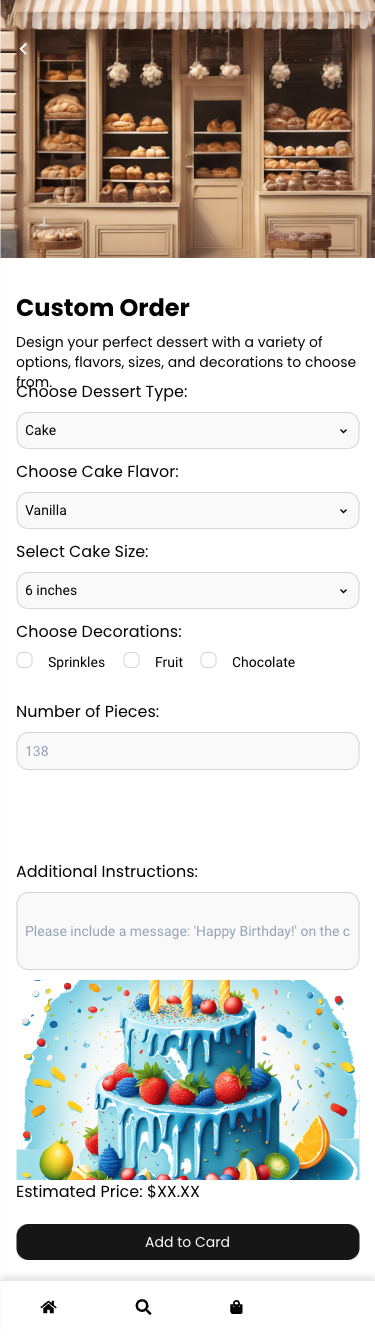 Custom Order
Design your perfect dessert with a variety of
options, flavors, sizes, and decorations to choose
from.
Choose Dessert Type:
Cake
Choose Cake Flavor:
Vanilla
Select Cake Size:
6 inches
Choose Decorations:
Sprinkles Fruit Chocolate
Number of Pieces:
138
Additional Instructions:
Please include a message: 'Happy Birthday!' on the c
Estimated Price: $XX.XX
Add to Card